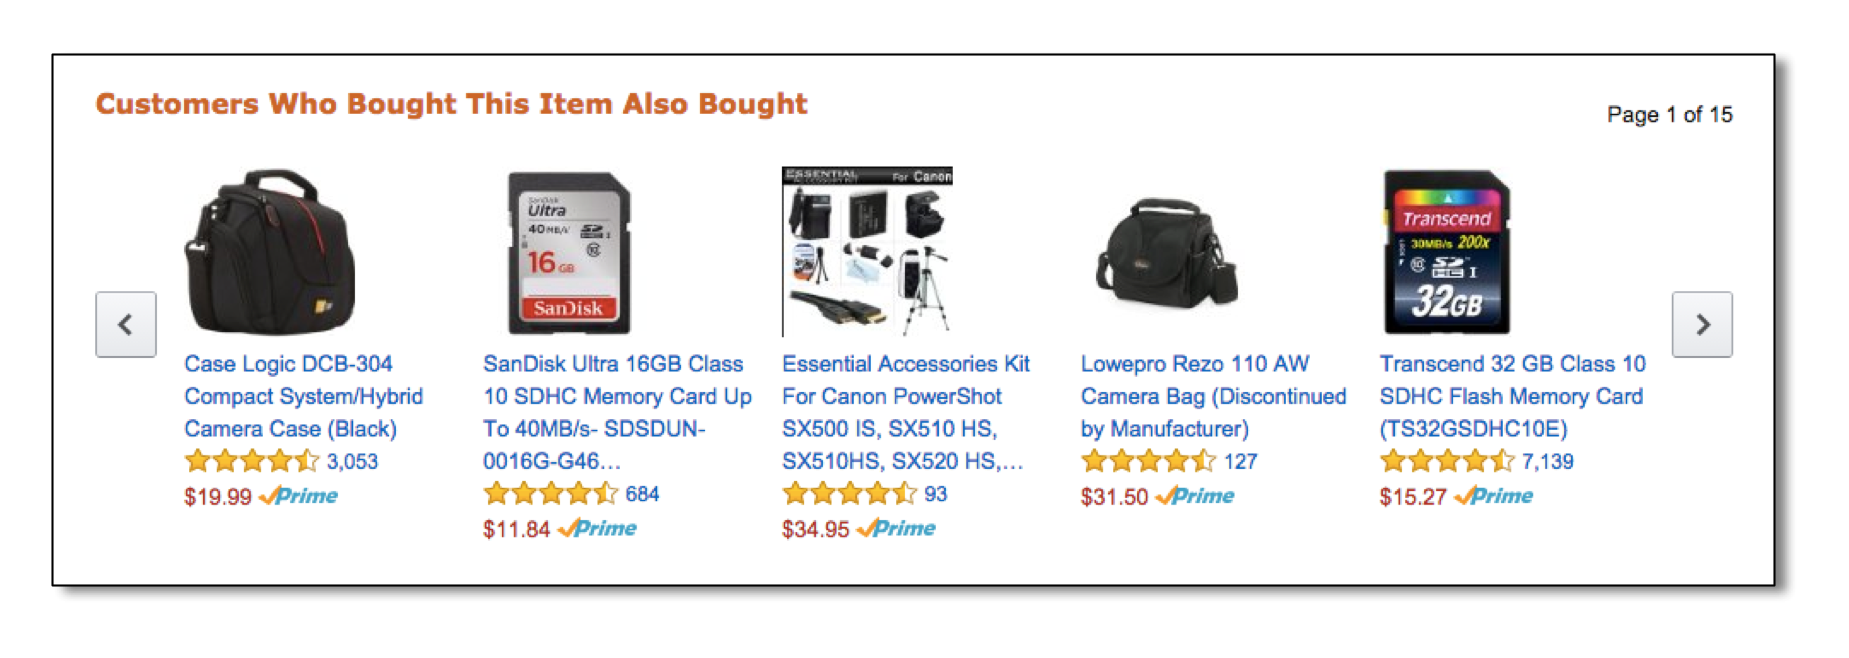 Customers Who Bought This Item Also Bought
Page 1 of 15
SanDisk
Ultra
40MB/s
16 GB
SanDisk
ESSENTIAL
ACCESSORY KIT
For Canon
Transcend
30MB/s 200x
32GB
Case Logic DCB-304
Compact System/Hybrid
Camera Case (Black)
3,053
$19.99 Prime
SanDisk Ultra 16GB Class
10 SDHC Memory Card Up
To 40MB/s- SDSDUN-
0016G-G46...
684
$11.84 Prime
Essential Accessories Kit
For Canon PowerShot
SX500 IS, SX510 HS,
SX510HS, SX520 HS,...
93
$34.95 Prime
Lowepro Rezo 110 AW
Camera Bag (Discontinued
by Manufacturer)
127
$31.50 Prime
Transcend 32 GB Class 10
SDHC Flash Memory Card
(TS32GSDHC10E)
7,139
$15.27 Prime